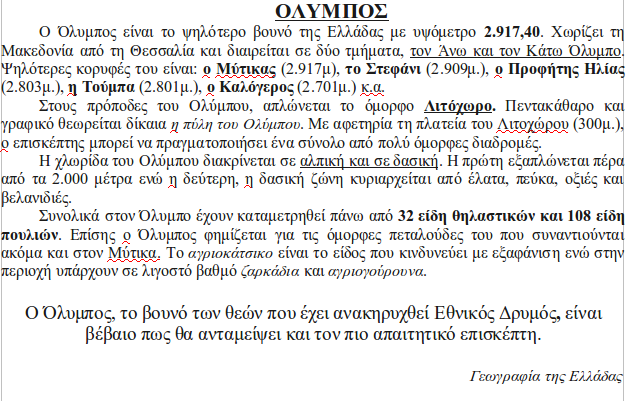 ΟΛΥΜΠΟΣ
Ο Όλυμπος είναι το ψηλότερο βουνό της Ελλάδας με υψόμετρο 2.917,40. Χωρίζει τη
Μακεδονία από τη Θεσσαλία και διαιρείται σε δύο τμήματα, τον Άνω και τον Κάτω Όλυμπο.
Ψηλότερες κορυφές του είναι: ο Μύτικας (2.917μ), το Στεφάνι (2.909μ.), ο Προφήτης Ηλίας
(2.803μ.), η Τούμπα (2.801μ.), ο Καλόγερος (2.701μ.) κ.α.
Στους πρόποδες του Ολύμπου, απλώνεται το όμορφο Λιτόχωρο. Πεντακάθαρο και
γραφικό θεωρείται δίκαια η πύλη του Ολύμπου. Με αφετηρία τη πλατεία του Λιτοχώρου (300μ.),
ο επισκέπτης μπορεί να πραγματοποιήσει ένα σύνολο από πολύ όμορφες διαδρομές.
Η χλωρίδα του Ολύμπου διακρίνεται σε αλπική και σε δασική. Η πρώτη εξαπλώνεται πέρα
από τα 2.000 μέτρα ενώ η δεύτερη, η δασική ζώνη κυριαρχείται από έλατα, πεύκα, οξιές και
βελανιδιές.
Συνολικά στον Όλυμπο έχουν καταμετρηθεί πάνω από 32 είδη θηλαστικών και 108 είδη
πουλιών. Επίσης ο Όλυμπος φημίζεται για τις όμορφες πεταλούδες του που συναντιούνται
ακόμα και στον Μύτικα. Το αγριοκάτσικο είναι το είδος που κινδυνεύει με εξαφάνιση ενώ στην
περιοχή υπάρχουν σε λιγοστό βαθμό ζαρκάδια και αγριογούρουνα.
Ο Όλυμπος, το βουνό των θεών που έχει ανακηρυχθεί Εθνικός Δρυμός, είναι
βέβαιο πως θα ανταμείψει και τον πιο απαιτητικό επισκέπτη.
Γεωγραφία της Ελλάδας